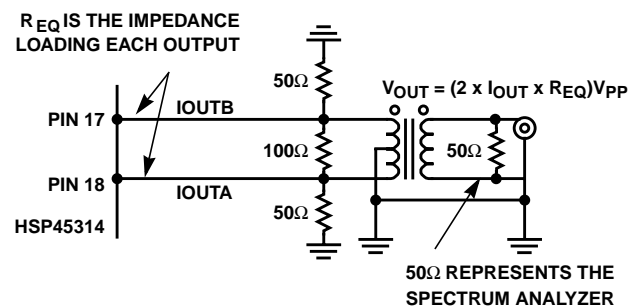 R EQ IS THE IMPEDANCE
LOADING EACH OUTPUT
50Ω
VOUT = (2 x IOUT x REQ)VPP
PIN 17
IOUTB
100Ω
50Ω
PIN 18
IOUTA
HSP45314
50Ω
50Ω REPRESENTS THE
SPECTRUM ANALYZER